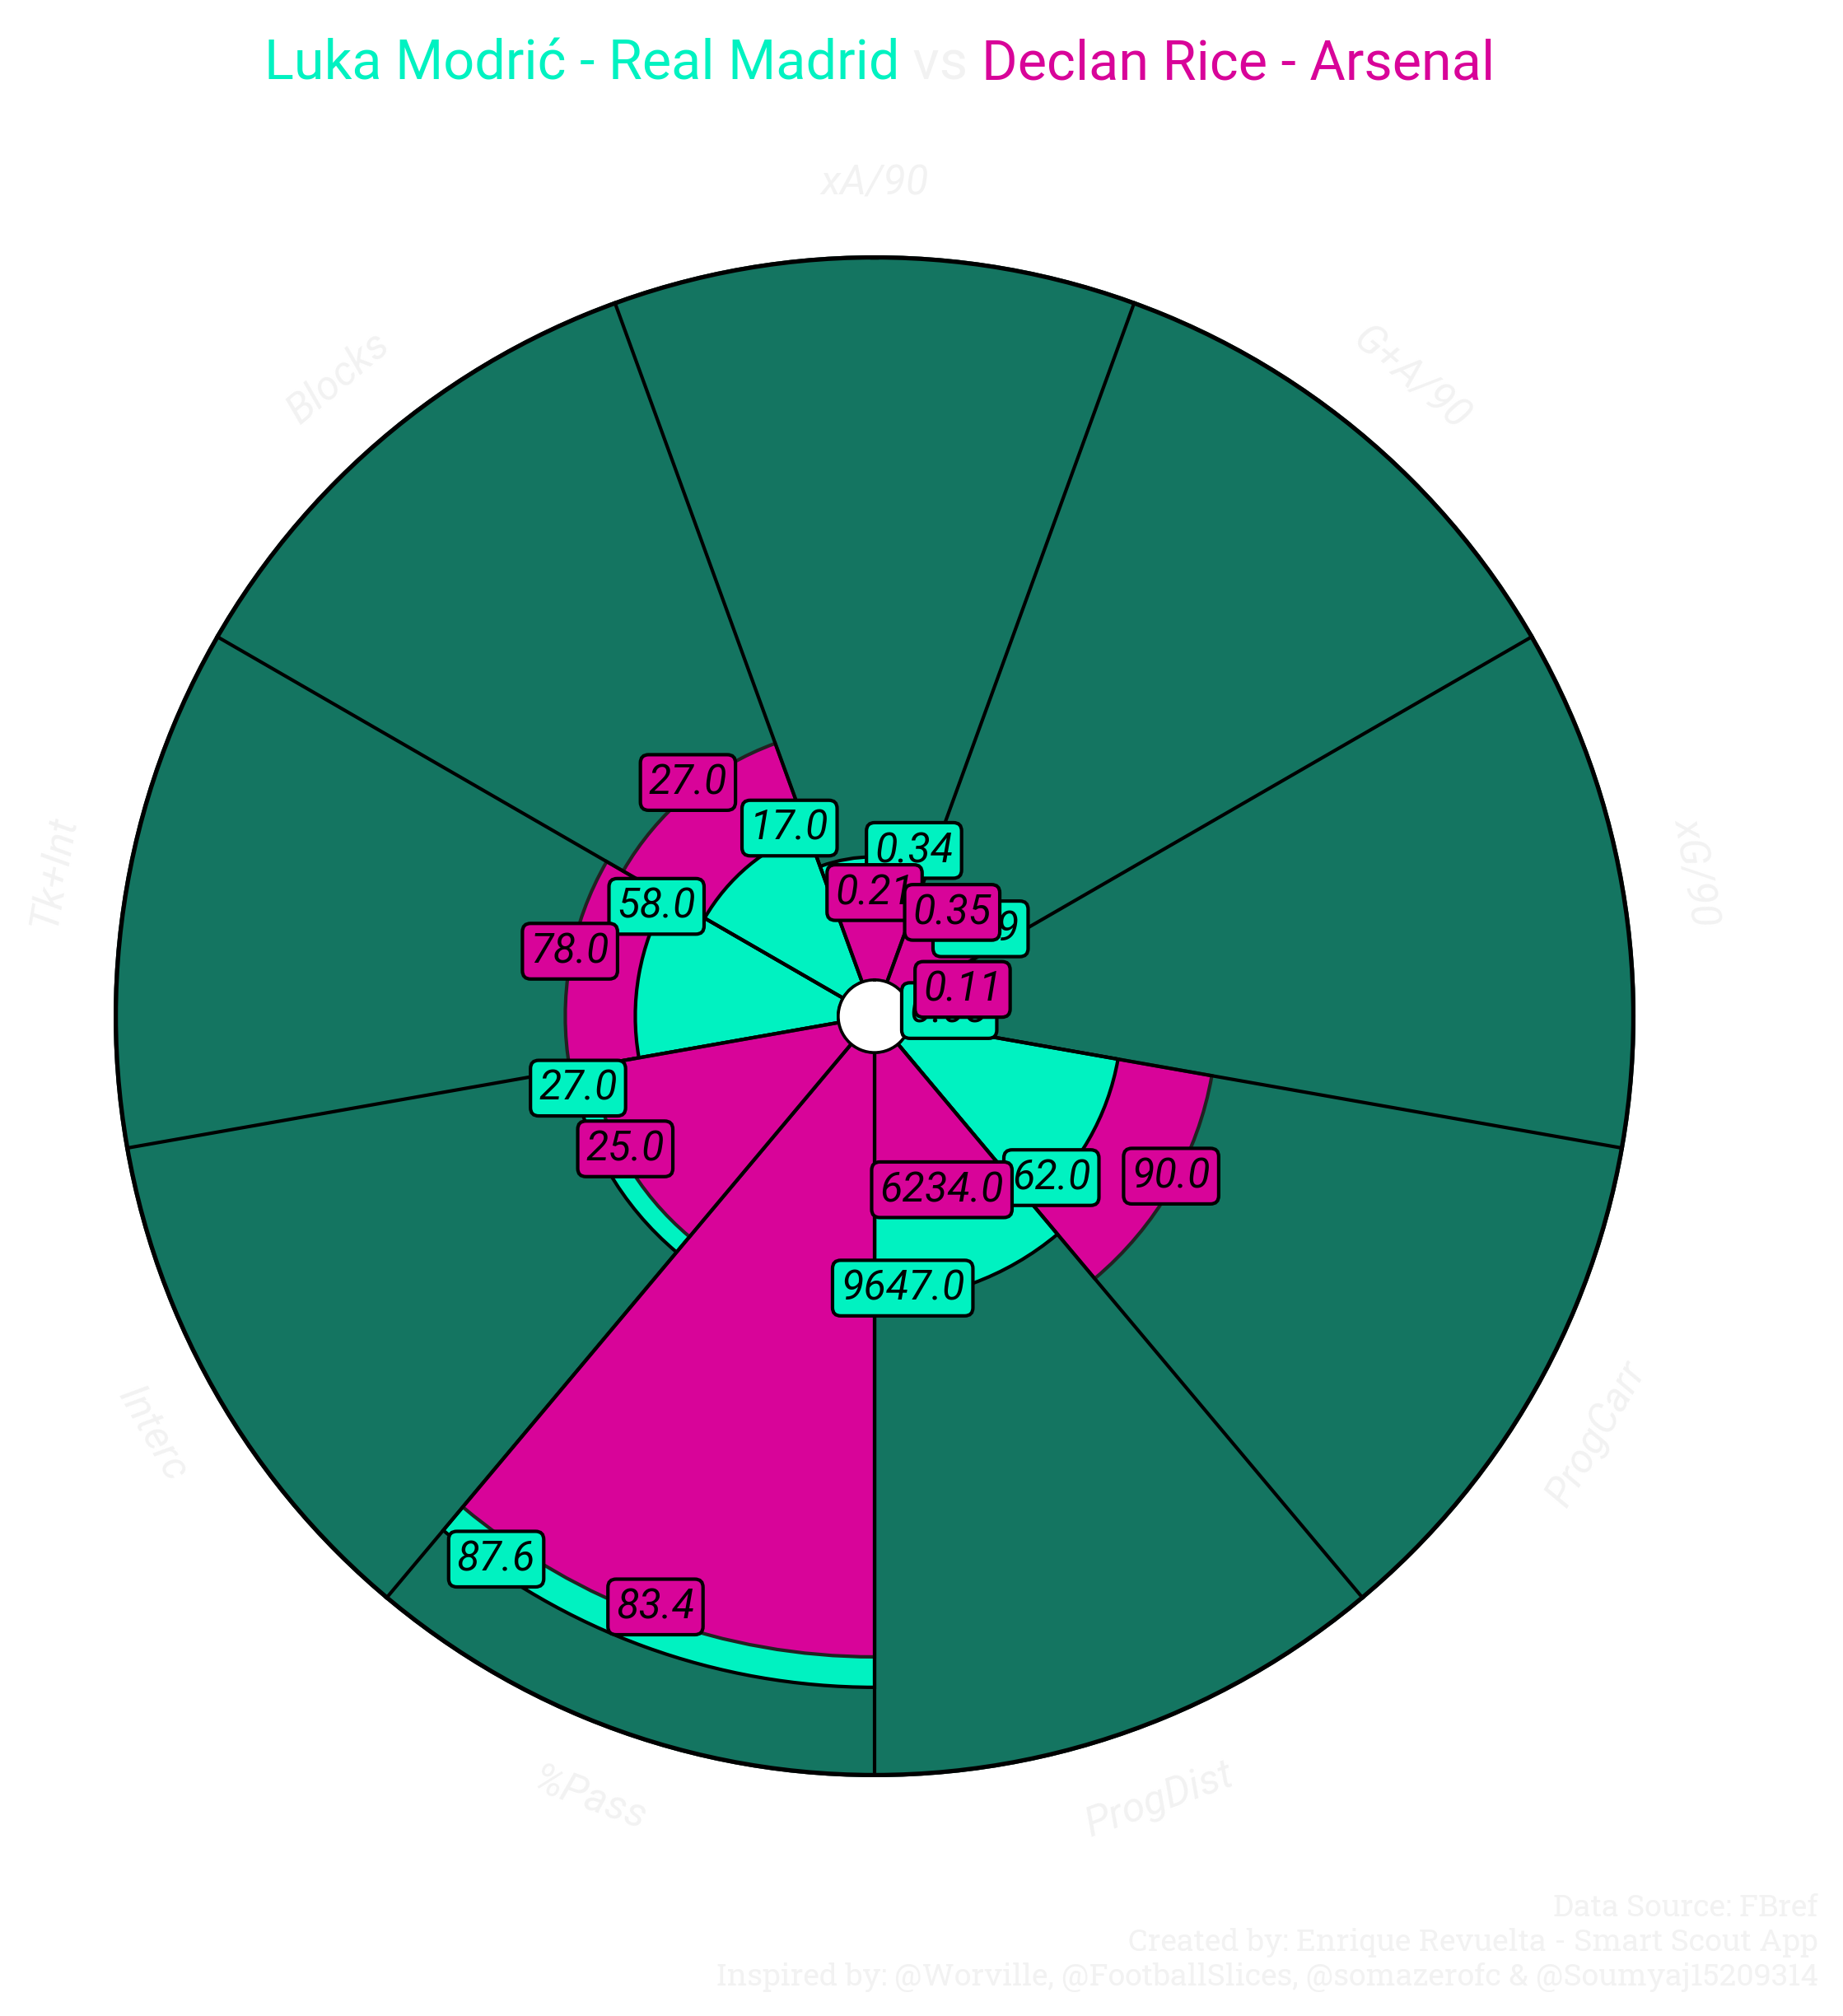 Luka Modrić - Real Madrid vs Declan Rice - Arsenal
xA/90
G+A/90
Blocks
xG/90
Tk+Int
27.0
17.0
0.34
0.21
0.35
58.0
78.0
0.11
27.0
25.0
6234.0
62.0
90.0
9647.0
Interc
ProgCarr
87.6
83.4
%Pass
ProgDist
Data Source: FBref
Created by: Enrique Revuelta - Smart Scout App
Inspired by: @Worville, @FootballSlices, @somazerofc & @Soumyaj15209314